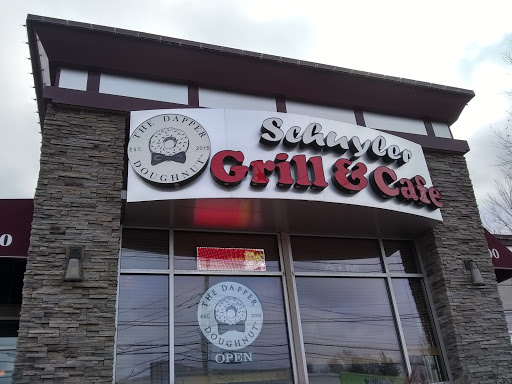 THE DAPPER
EST. 2015
DOUGHNUT
Schuyler
Grill & Cafe
THE DAPPER
EST. 2015
DOUGHNUT
OPEN